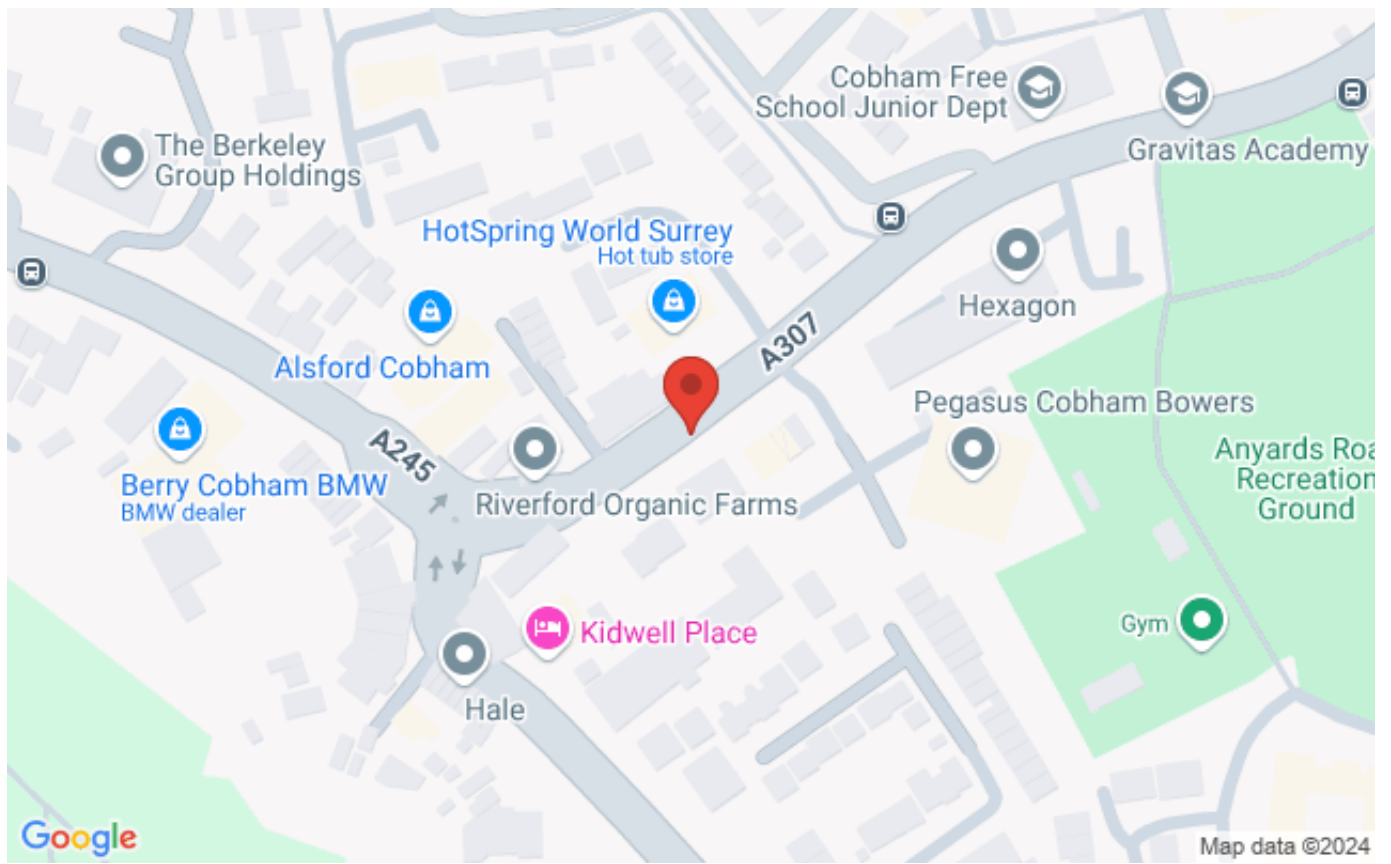 Cobham Free
School Junior Dept
Gravitas Academy
The Berkeley
Group Holdings
HotSpring World Surrey
Hot tub store
Hexagon
A307
Alsford Cobham
Pegasus Cobham Bowers
A245
Anyards Roa
Recreation
Ground
Berry Cobham BMW
BMW dealer
Riverford Organic Farms
Kidwell Place
Gym
Hale
Google
Map data ©2024